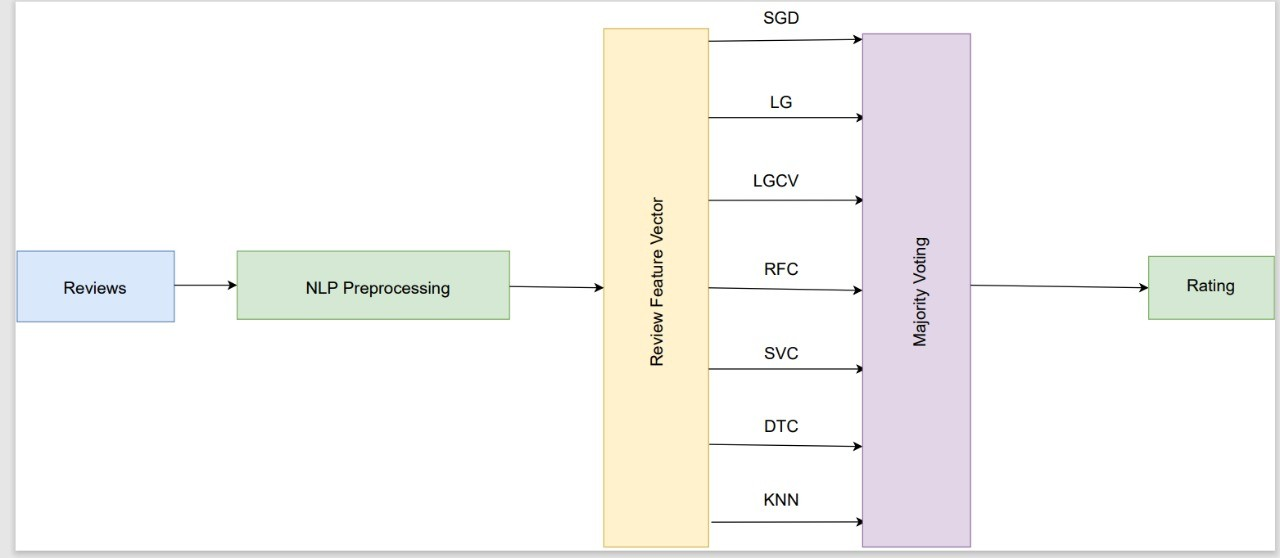 Reviews
NLP Preprocessing
Review Feature Vector
SGD
LG
LGCV
RFC
SVC
DTC
KNN
Majority Voting
Rating